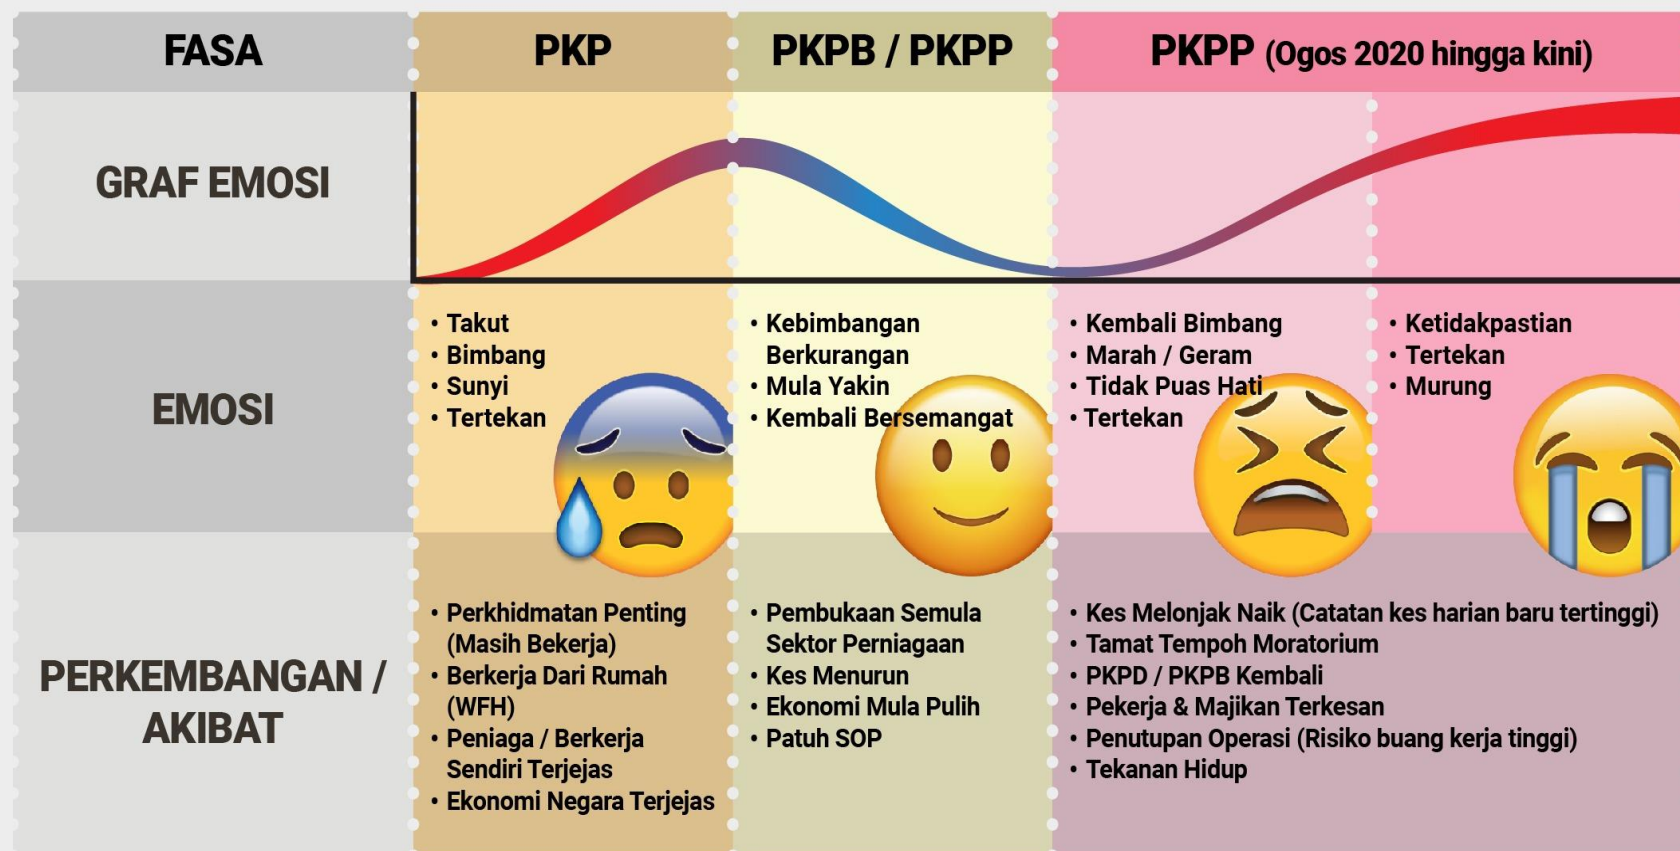 FASA
PKP
PKPB / PKPP
PKPP (Ogos 2020 hingga kini)
GRAF EMOSI
EMOSI
• Takut
• Bimbang
• Sunyi
• Tertekan
• Kebimbangan
Berkurangan
• Mula Yakin
• Kembali Bersemangat
• Kembali Bimbang
• Marah / Geram
• Tidak Puas Hati
• Tertekan
• Ketidakpastian
• Tertekan
• Murung
PERKEMBANGAN /
AKIBAT
• Perkhidmatan Penting
(Masih Bekerja)
• Berkerja Dari Rumah
(WFH)
• Peniaga / Berkerja
Sendiri Terjejas
• Ekonomi Negara Terjejas
• Pembukaan Semula
Sektor Perniagaan
• Kes Menurun
• Ekonomi Mula Pulih
• Patuh SOP
• Kes Melonjak Naik (Catatan kes harian baru tertinggi)
• Tamat Tempoh Moratorium
• PKPD / PKPB Kembali
• Pekerja & Majikan Terkesan
• Penutupan Operasi (Risiko buang kerja tinggi)
• Tekanan Hidup